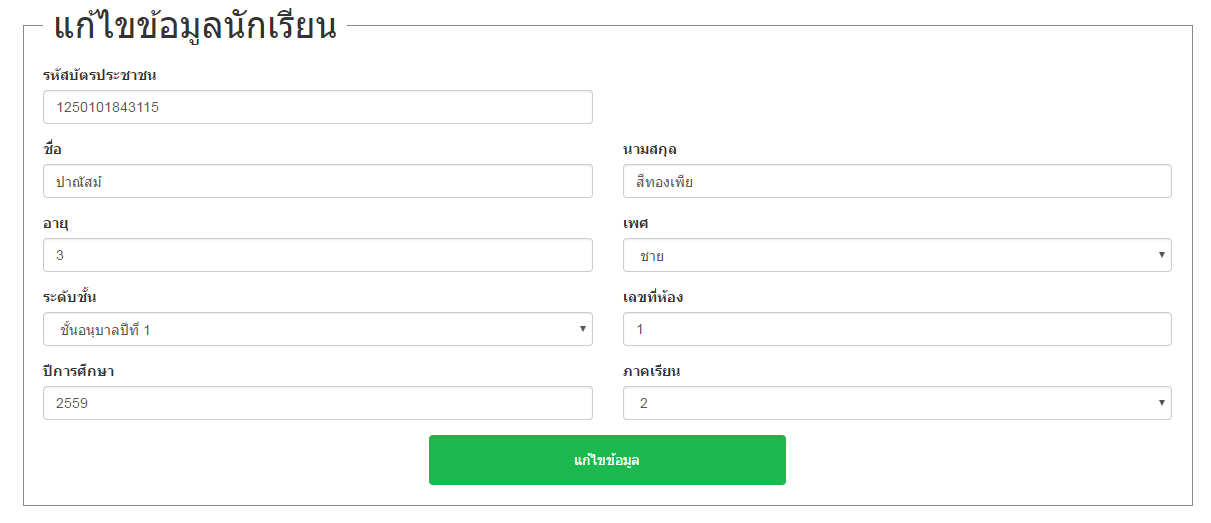 แก้ไขข้อมูลนักเรียน
รหัสบัตรประชาชน
1250101843115
ชื่อ นามสกุล
ปาณัสม์ สีทองเพีย
อายุ เพศ
3 ชาย
ระดับชั้น เลขที่ห้อง
ชั้นอนุบาลปีที่ 1 1
ปีการศึกษา ภาคเรียน
2559 2
แก้ไขข้อมูล